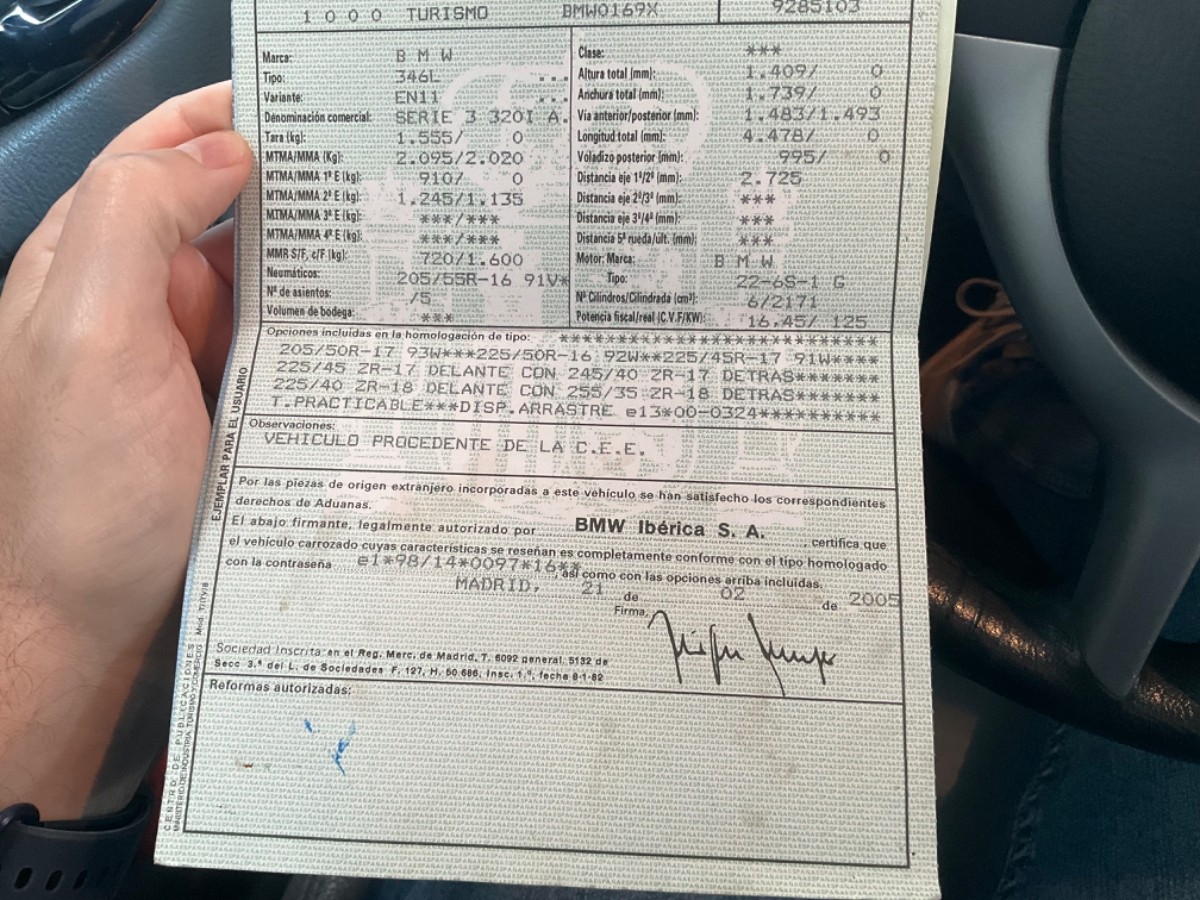 1 0 0 0 TURISMO BMW0169X 9285103
Marca: B M W
Tipo: 346L
Variante: EN11
Denominación comercial: SERIE 3 320I A.
Tara (kg): 1.555/ 0
MTMA/MMA (Kg): 2.095/2.020
MTMA/MMA 1º E (kg): 910/ 0
MTMA/MMA 2º E (kg): 1.245/1.135
MTMA/MMA 3º E (kg): ***/***
MTMA/MMA 4º E (kg): ***/***
MMR S/F, c/F (kg): 720/1.600
Neumáticos: 205/55R-16 91V*
Nº de asientos: /5
Volumen de bodega: ***
Clase: ***
Altura total (mm): 1.409/ 0
Anchura total (mm): 1.739/ 0
Vía anterior/posterior (mm): 1.483/1.493
Longitud total (mm): 4.478/ 0
Voladizo posterior (mm): 995/ 0
Distancia eje 1º/2º (mm): 2.725
Distancia eje 2º/3º (mm): ***
Distancia eje 3º/4º (mm): ***
Distancia 5ª rueda/últ. (mm): ***
Motor: Marca: B M W
Tipo: 22-6S-1 G
Nº Cilindros/Cilindrada (cm³): 6/2171
Potencia fiscal/real (C.V.F/KW): 16,45/ 125
Opciones incluidas en la homologación de tipo: **************************
205/50R-17 93W***225/50R-16 92W**225/45R-17 91W****
225/45 ZR-17 DELANTE CON 245/40 ZR-17 DETRAS*******
225/40 ZR-18 DELANTE CON 255/35 ZR-18 DETRAS*******
T.PRACTICABLE***DISP.ARRASTRE e13*00-0324**********
Observaciones:
VEHICULO PROCEDENTE DE LA C.E.E.
Por las piezas de origen extranjero incorporadas a este vehículo se han satisfecho los correspondientes
derechos de Aduanas.
El abajo firmante, legalmente autorizado por BMW Ibérica S. A. , certifica que
el vehículo carrozado cuyas características se reseñan es completamente conforme con el tipo homologado
con la contraseña e1*98/14*0097*16** , así como con las opciones arriba incluidas.
MADRID, 21 de 02 de 2005
Firma,
Sociedad Inscrita en el Reg. Merc. de Madrid, T. 6092 general, 5132 de
Secc 3.ª del L. de Sociedades F. 127, H. 50.686, Insc. 1.ª, fecha 8-1-82
Reformas autorizadas:
EJEMPLAR PARA EL USUARIO
CENTRO DE PUBLICACIONES
MINISTERIO DE INDUSTRIA, TURISMO Y COMERCIO